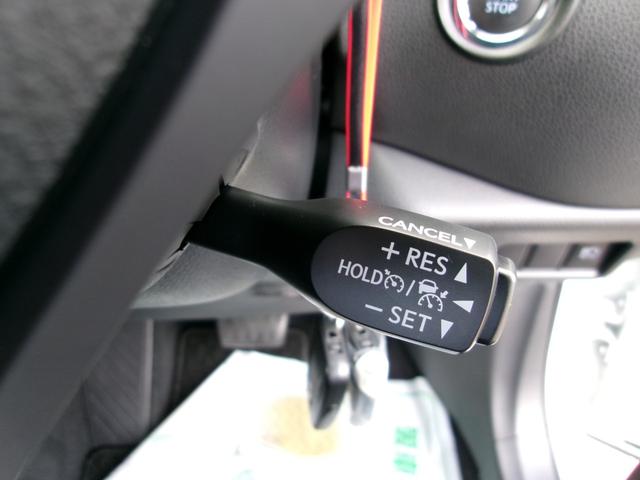 STOP
CANCEL▼
+ RES ▲
HOLD / ◀
− SET ▼